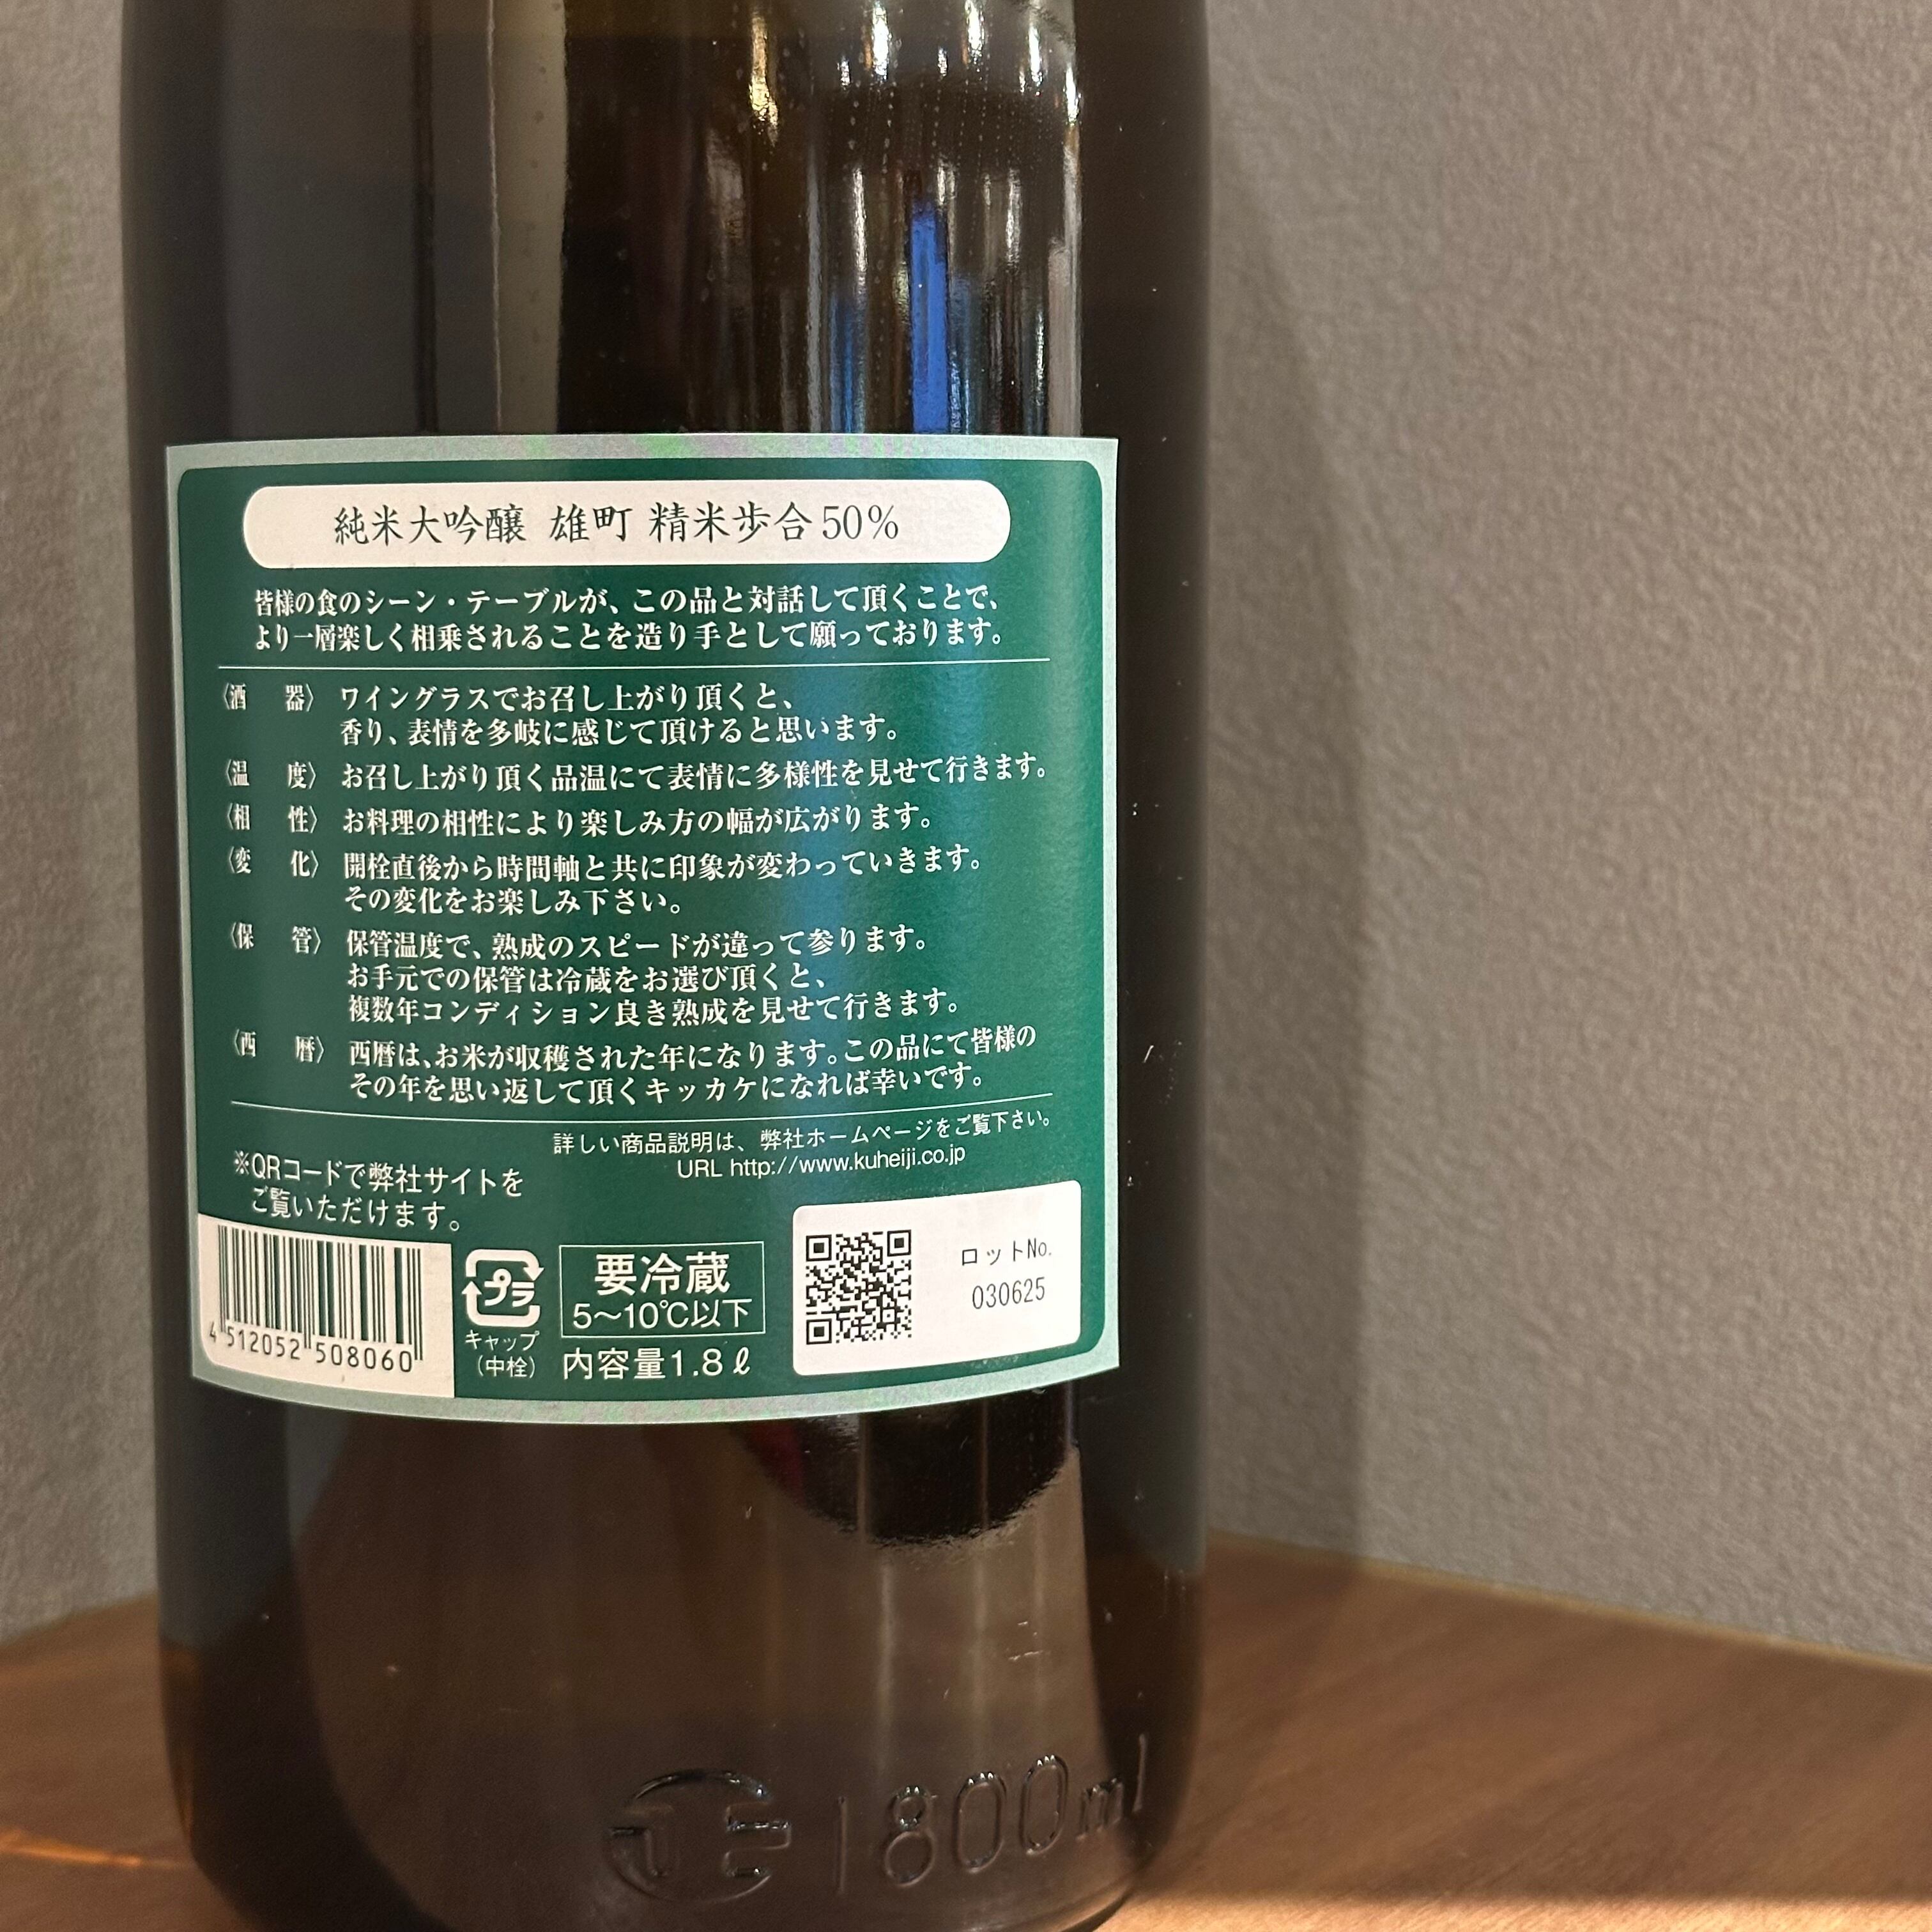 純米大吟醸 雄町 精米歩合50%
皆様の食のシーン・テーブルが、この品と対話して頂くことで、
より一層楽しく相乗されることを造り手として願っております。
〈酒 器〉 ワイングラスでお召し上がり頂くと、
香り、表情を多岐に感じて頂けると思います。
〈温 度〉 お召し上がり頂く品温にて表情に多様性を見せて行きます。
〈相 性〉 お料理の相性により楽しみ方の幅が広がります。
〈変 化〉 開栓直後から時間軸と共に印象が変わっていきます。
その変化をお楽しみ下さい。
〈保 管〉 保管温度で、熟成のスピードが違って参ります。
お手元での保管は冷蔵をお選び頂くと、
複数年コンディション良き熟成を見せて行きます。
〈西 暦〉 西暦は、お米が収穫された年になります。この品にて皆様の
その年を思い返して頂くキッカケになれば幸いです。
詳しい商品説明は、弊社ホームページをご覧下さい。
URL http://www.kuheiji.co.jp
※QRコードで弊社サイトを
ご覧いただけます。
4 512052 508060
プラ
キャップ
（中栓）
要冷蔵
5～10℃以下
内容量1.8ℓ
ロットNo.
030625
正 1800ml